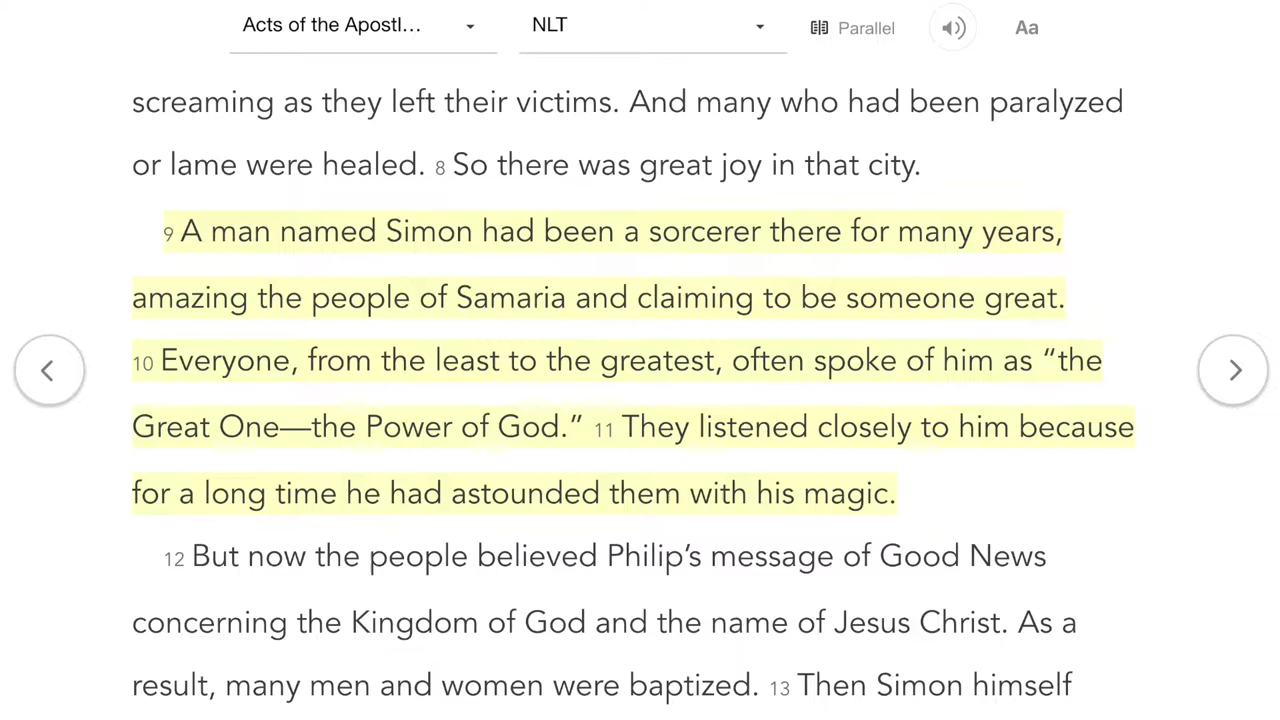 Acts of the Apostl... NLT Parallel Aa
screaming as they left their victims. And many who had been paralyzed
or lame were healed. 8 So there was great joy in that city.
9 A man named Simon had been a sorcerer there for many years,
amazing the people of Samaria and claiming to be someone great.
10 Everyone, from the least to the greatest, often spoke of him as “the
Great One—the Power of God.” 11 They listened closely to him because
for a long time he had astounded them with his magic.
12 But now the people believed Philip’s message of Good News
concerning the Kingdom of God and the name of Jesus Christ. As a
result, many men and women were baptized. 13 Then Simon himself